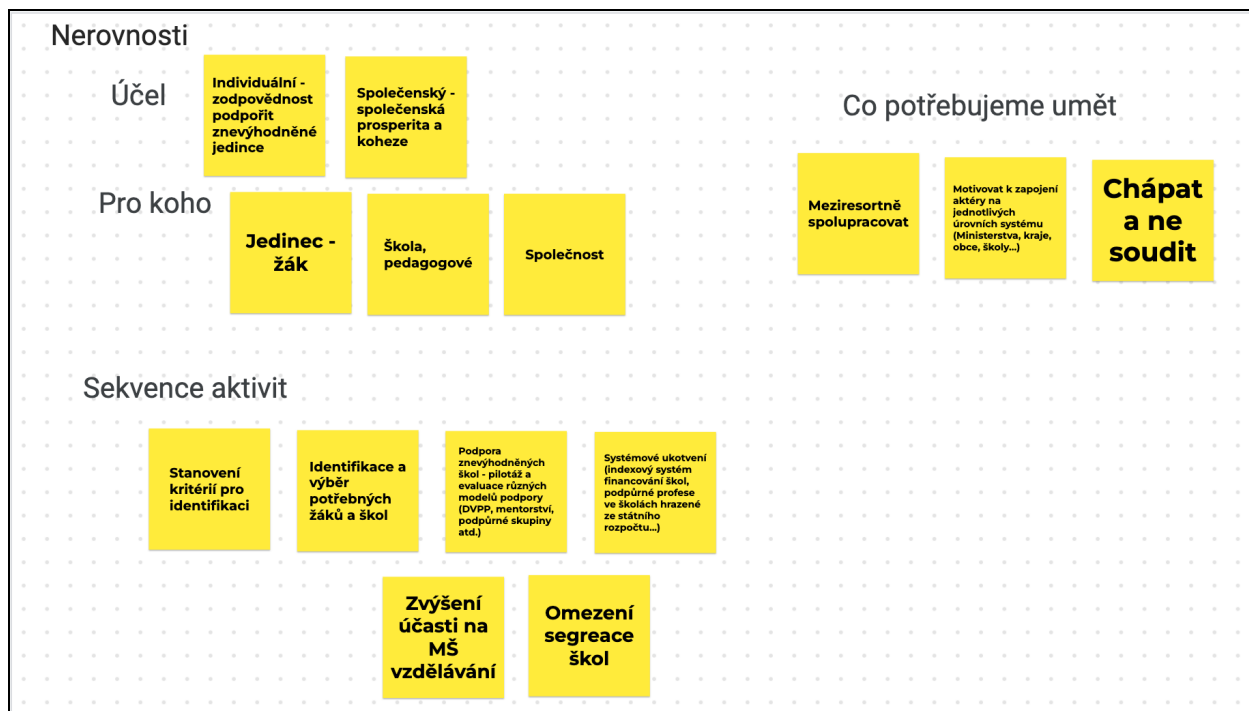 Nerovnosti
Účel
Individuální -
zodpovědnost
podpořit
znevýhodněné
jedince
Společenský -
společenská
prosperita a
koheze
Pro koho
Jedinec -
žák
Škola,
pedagogové
Společnost
Co potřebujeme umět
Meziresortně
spolupracovat
Motivovat k zapojení
aktéry na
jednotlivých
úrovních systému
(Ministerstva, kraje,
obce, školy...)
Chápat
a ne
soudit
Sekvence aktivit
Stanovení
kritérií pro
identifikaci
Identifikace a
výběr
potřebných
žáků a škol
Podpora
znevýhodněných
škol - pilotáž a
evaluace různých
modelů podpory
(DVPP, mentorství,
podpůrné skupiny
atd.)
Systémové ukotvení
(indexový systém
financování škol,
podpůrné profese
ve školách hrazené
ze státního
rozpočtu...)
Zvýšení
účasti na
MŠ
vzdělávání
Omezení
segreace
škol